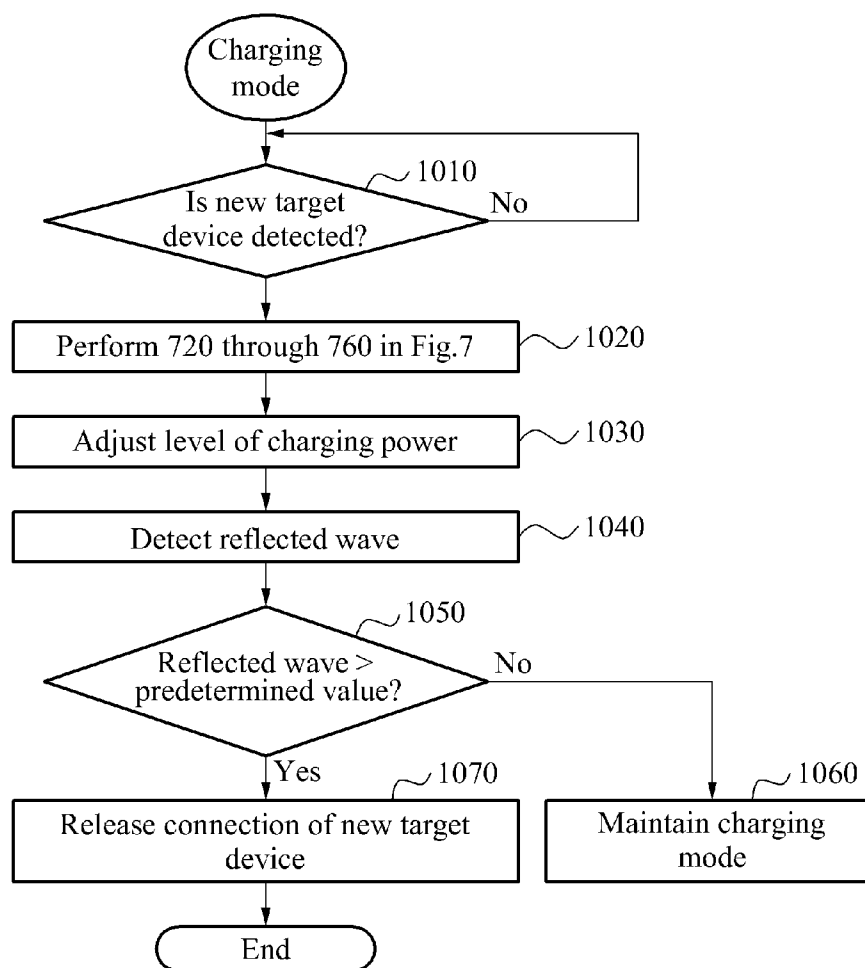 Charging
mode
1010
Is new target
device detected?
No
Perform 720 through 760 in Fig.7
1020
Adjust level of charging power
1030
Detect reflected wave
1040
1050
Reflected wave >
predetermined value?
No
Yes
1070
1060
Release connection of new target
device
Maintain charging
mode
End